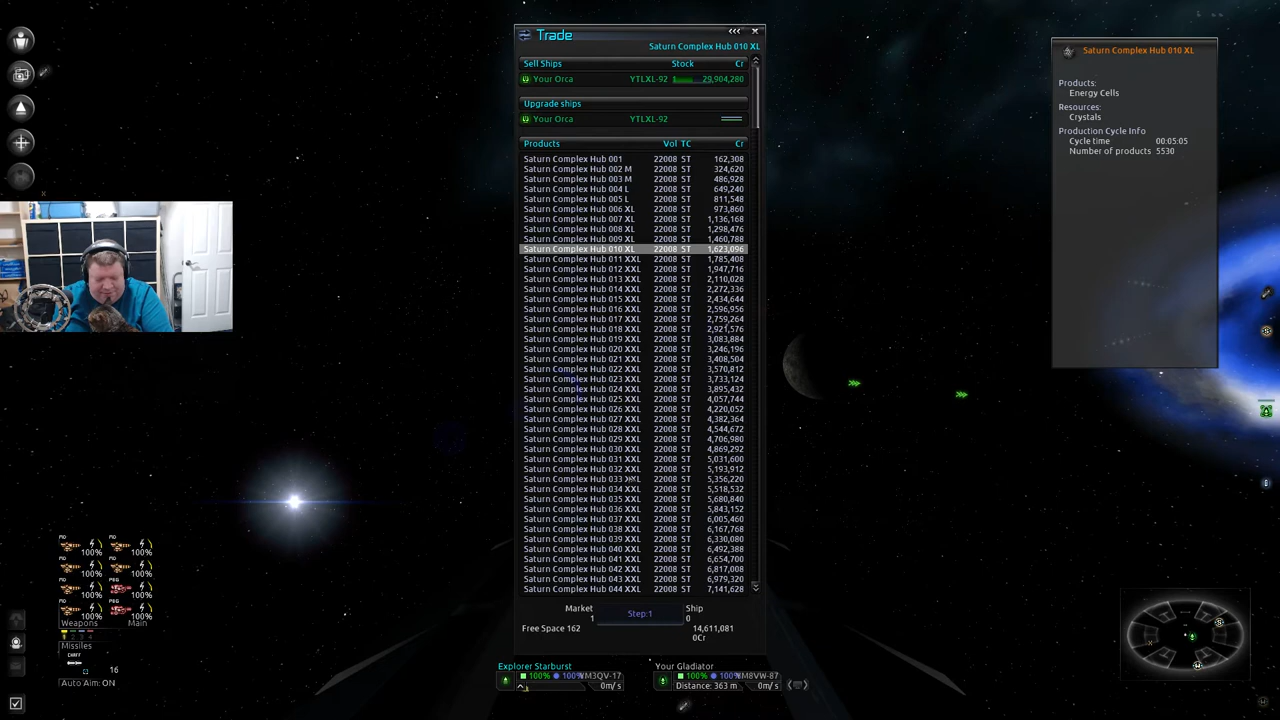 Trade
Saturn Complex Hub 010 XL
Sell Ships Stock Cr
Your Orca YTLXL-92 29,904,280
Upgrade ships
Your Orca YTLXL-92
Products Vol TC Cr
Saturn Complex Hub 001 22008 ST 162,308
Saturn Complex Hub 002 M 22008 ST 324,620
Saturn Complex Hub 003 M 22008 ST 486,928
Saturn Complex Hub 004 L 22008 ST 649,240
Saturn Complex Hub 005 L 22008 ST 811,548
Saturn Complex Hub 006 XL 22008 ST 973,860
Saturn Complex Hub 007 XL 22008 ST 1,136,168
Saturn Complex Hub 008 XL 22008 ST 1,298,476
Saturn Complex Hub 009 XL 22008 ST 1,460,788
Saturn Complex Hub 010 XL 22008 ST 1,623,096
Saturn Complex Hub 011 XXL 22008 ST 1,785,408
Saturn Complex Hub 012 XXL 22008 ST 1,947,716
Saturn Complex Hub 013 XXL 22008 ST 2,110,028
Saturn Complex Hub 014 XXL 22008 ST 2,272,336
Saturn Complex Hub 015 XXL 22008 ST 2,434,644
Saturn Complex Hub 016 XXL 22008 ST 2,596,956
Saturn Complex Hub 017 XXL 22008 ST 2,759,264
Saturn Complex Hub 018 XXL 22008 ST 2,921,576
Saturn Complex Hub 019 XXL 22008 ST 3,083,884
Saturn Complex Hub 020 XXL 22008 ST 3,246,196
Saturn Complex Hub 021 XXL 22008 ST 3,408,504
Saturn Complex Hub 022 XXL 22008 ST 3,570,812
Saturn Complex Hub 023 XXL 22008 ST 3,733,124
Saturn Complex Hub 024 XXL 22008 ST 3,895,432
Saturn Complex Hub 025 XXL 22008 ST 4,057,744
Saturn Complex Hub 026 XXL 22008 ST 4,220,052
Saturn Complex Hub 027 XXL 22008 ST 4,382,364
Saturn Complex Hub 028 XXL 22008 ST 4,544,672
Saturn Complex Hub 029 XXL 22008 ST 4,706,980
Saturn Complex Hub 030 XXL 22008 ST 4,869,292
Saturn Complex Hub 031 XXL 22008 ST 5,031,600
Saturn Complex Hub 032 XXL 22008 ST 5,193,912
Saturn Complex Hub 033 XXL 22008 ST 5,356,220
Saturn Complex Hub 034 XXL 22008 ST 5,518,532
Saturn Complex Hub 035 XXL 22008 ST 5,680,840
Saturn Complex Hub 036 XXL 22008 ST 5,843,152
Saturn Complex Hub 037 XXL 22008 ST 6,005,460
Saturn Complex Hub 038 XXL 22008 ST 6,167,768
Saturn Complex Hub 039 XXL 22008 ST 6,330,080
Saturn Complex Hub 040 XXL 22008 ST 6,492,388
Saturn Complex Hub 041 XXL 22008 ST 6,654,700
Saturn Complex Hub 042 XXL 22008 ST 6,817,008
Saturn Complex Hub 043 XXL 22008 ST 6,979,320
Saturn Complex Hub 044 XXL 22008 ST 7,141,628
Market Ship
1 Step:1 0
Free Space 162 14,611,081
0Cr
Saturn Complex Hub 010 XL
Products:
Energy Cells
Resources:
Crystals
Production Cycle Info
Cycle time 00:05:05
Number of products 5530
100% 100%
100% 100%
PBG
100% 100%
PBG
100% 100%
Weapons Main
1 2 3 4
Missiles
CHAFF
16
Auto Aim: ON
Explorer Starburst
100% 100% YM3QV-17
0m/s
Your Gladiator
100% 100% YM8VW-87
Distance: 363 m 0m/s